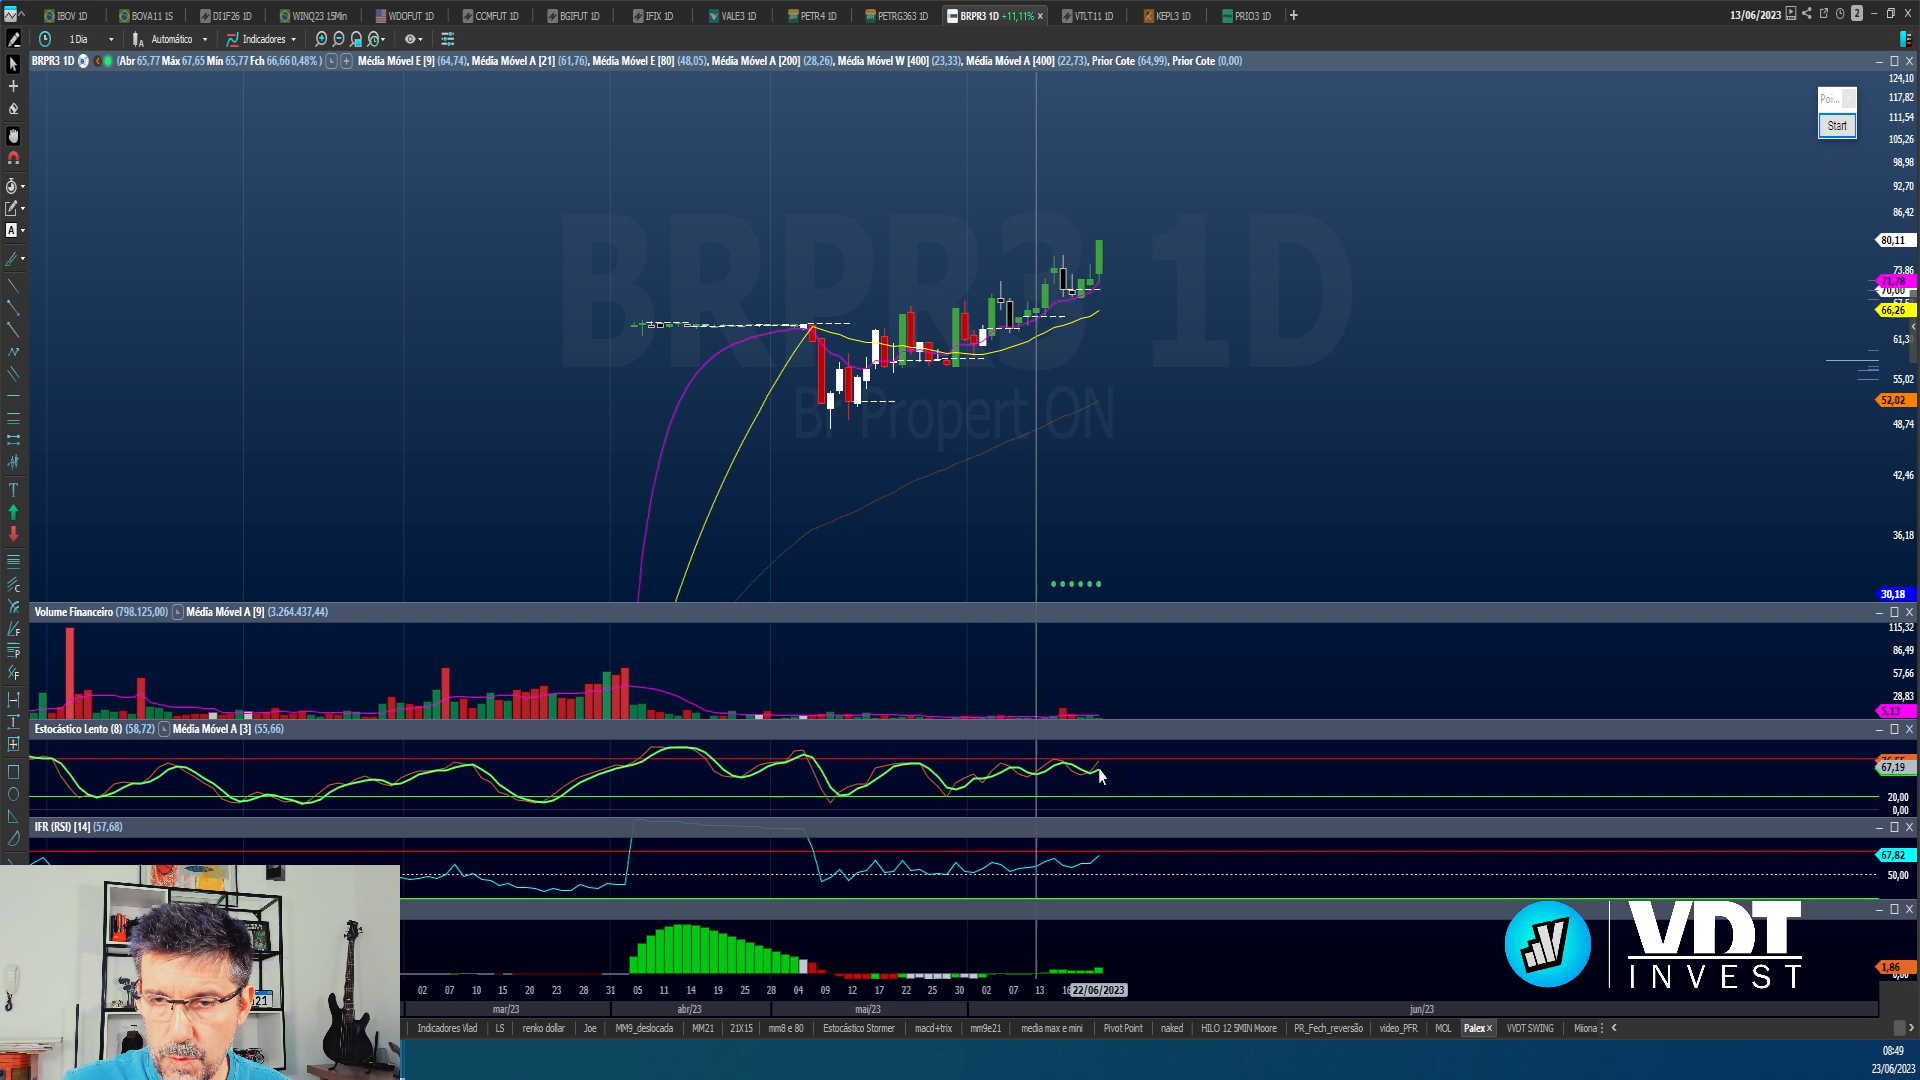 IBOV 1D BOVA11 1S DI1F26 1D WINQ23 15Min WDOFUT 1D CCMFUT 1D BGIFUT 1D IFIX 1D VALE3 1D PETR4 1D PETRG363 1D BRPR3 1D +11,11% x VTLT11 1D KEPL3 1D PRIO3 1D + 13/06/2023 2
1 Dia Automático Indicadores
BRPR3 1D (Abr 65,77 Máx 67,65 Mín 65,77 Fch 66,66 0,48% ) Média Móvel E [9] (64,74), Média Móvel A [21] (61,76), Média Móvel E [80] (48,05), Média Móvel A [200] (28,26), Média Móvel W [400] (23,33), Média Móvel A [400] (22,73), Prior Cote (64,99), Prior Cote (0,00)
124,10
Poi...
117,82
111,54
Start
105,26
98,98
92,70
86,42
BRPR3 1D
80,11
73,86
71,78
70,00
66,26
61,3
55,02
52,02
Br Propert ON
48,74
42,46
36,18
30,18
Volume Financeiro (798.125,00) Média Móvel A [9] (3.264.437,44)
115,32
86,49
57,66
28,83
5,13
Estocástico Lento (8) (58,72) Média Móvel A [3] (55,66)
67,19
20,00
0,00
IFR (RSI) [14] (57,68)
67,82
50,00
VDT
INVEST
1,86
02 07 10 15 20 23 28 31 05 11 14 19 25 28 04 09 12 17 22 25 30 02 07 13 22/06/2023
mar/23 abr/23 mai/23 jun/23
Indicadores Vlad LS renko dollar Joe MM9_deslocada MM21 21X15 mm8 e 80 Estocástico Stormer macd+trix mm9e21 media max e mini Pivot Point naked HILO 12 5MIN Moore PR_Fech_reversão video_PFR MOL Palex x VVDT SWING Miiona
08:49
23/06/2023